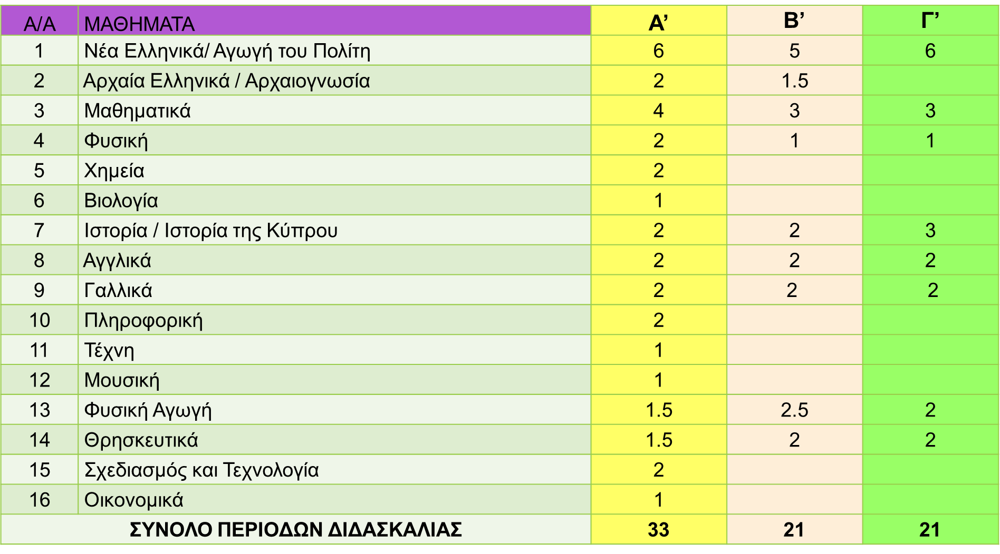 Α/Α ΜΑΘΗΜΑΤΑ Α’ Β’ Γ’
1 Νέα Ελληνικά/ Αγωγή του Πολίτη 6 5 6
2 Αρχαία Ελληνικά / Αρχαιογνωσία 2 1.5
3 Μαθηματικά 4 3 3
4 Φυσική 2 1 1
5 Χημεία 2
6 Βιολογία 1
7 Ιστορία / Ιστορία της Κύπρου 2 2 3
8 Αγγλικά 2 2 2
9 Γαλλικά 2 2 2
10 Πληροφορική 2
11 Τέχνη 1
12 Μουσική 1
13 Φυσική Αγωγή 1.5 2.5 2
14 Θρησκευτικά 1.5 2 2
15 Σχεδιασμός και Τεχνολογία 2
16 Οικονομικά 1
ΣΥΝΟΛΟ ΠΕΡΙΟΔΩΝ ΔΙΔΑΣΚΑΛΙΑΣ 33 21 21